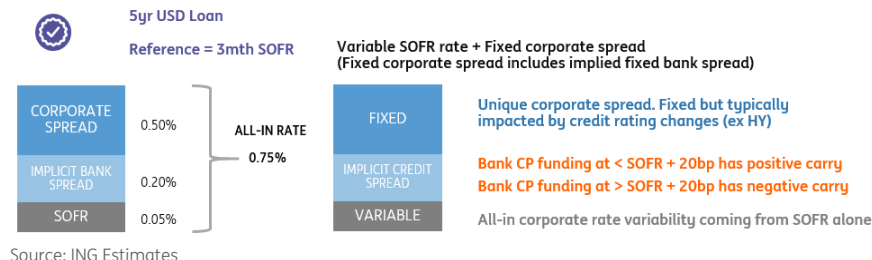 5yr USD Loan
Reference = 3mth SOFR
Variable SOFR rate + Fixed corporate spread
(Fixed corporate spread includes implied fixed bank spread)
CORPORATE
SPREAD
0.50%
IMPLICIT BANK
SPREAD
0.20%
SOFR
0.05%
ALL-IN RATE
0.75%
FIXED
Unique corporate spread. Fixed but typically
impacted by credit rating changes (ex HY)
IMPLICIT CREDIT
SPREAD
Bank CP funding at < SOFR + 20bp has positive carry
Bank CP funding at > SOFR + 20bp has negative carry
VARIABLE
All-in corporate rate variability coming from SOFR alone
Source: ING Estimates